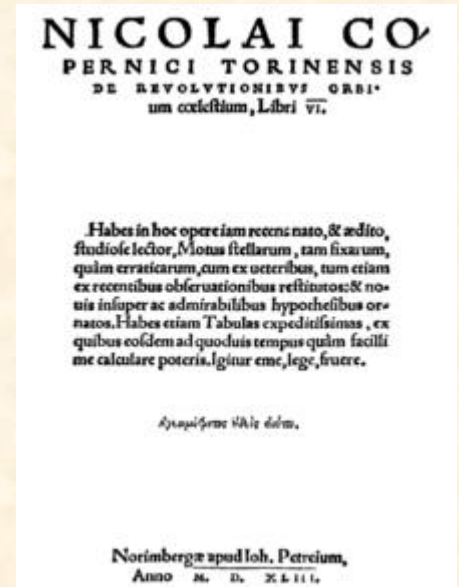 NICOLAI CO
PERNICI TORINENSIS
DE REVOLVTIONIBVS ORBI-
um cœleſtium, Libri VI.
Habes in hoc opere iam recens nato, & ædito,
ſtudioſe lector, Motus ſtellarum, tam fixarum,
quàm erraticarum, cum ex ueteribus, tum etiam
ex recentibus obſeruationibus reſtitutos: & no-
uis inſuper ac admirabilibus hypotheſibus or-
natos. Habes etiam Tabulas expeditiſsimas, ex
quibus eoſdem ad quoduis tempus quàm facilli
me calculare poteris. Igitur eme, lege, fruere.
Norimbergæ apud Ioh. Petreium,
Anno M. D. XLIII.